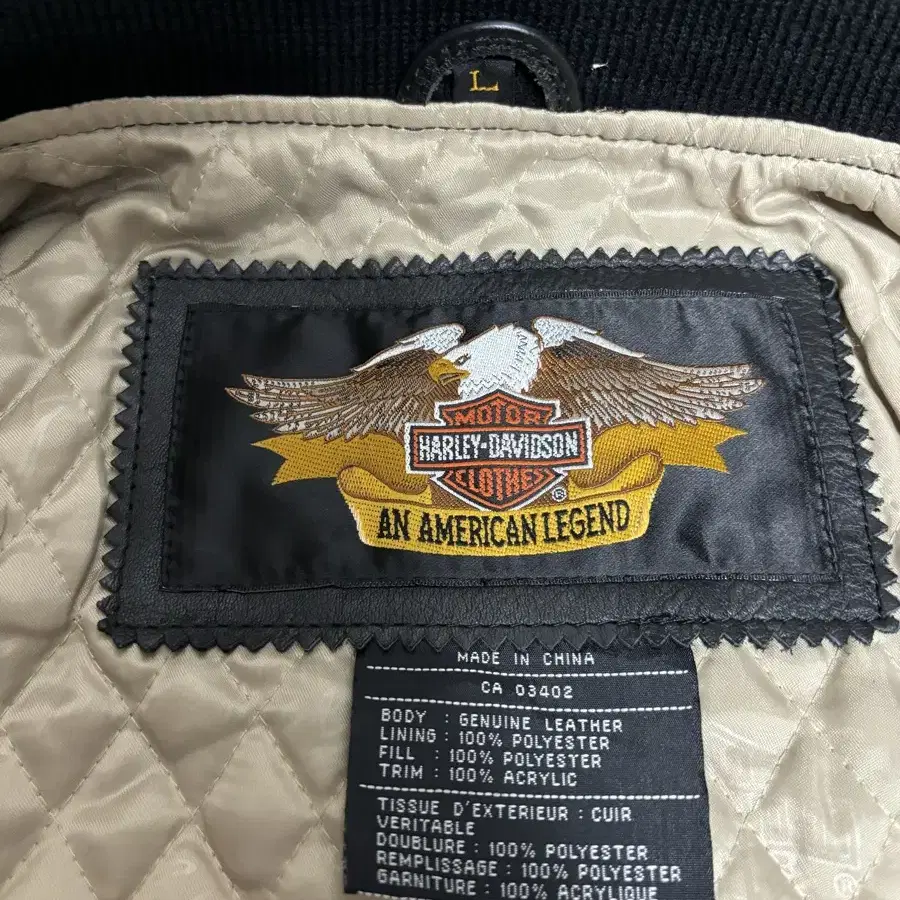 L
MOTOR
HARLEY-DAVIDSON
CLOTHES
®
AN AMERICAN LEGEND
MADE IN CHINA
CA 03402
BODY : GENUINE LEATHER
LINING : 100% POLYESTER
FILL : 100% POLYESTER
TRIM : 100% ACRYLIC
TISSUE D'EXTERIEUR : CUIR
VERITABLE
DOUBLURE : 100% POLYESTER
REMPLISSAGE : 100% POLYESTER
GARNITURE : 100% ACRYLIQUE
®